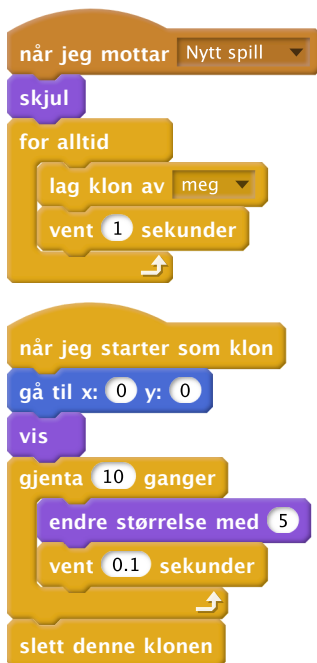 når jeg mottar Nytt spill
skjul
for alltid
lag klon av meg
vent 1 sekunder
når jeg starter som klon
gå til x: 0 y: 0
vis
gjenta 10 ganger
endre størrelse med 5
vent 0.1 sekunder
slett denne klonen